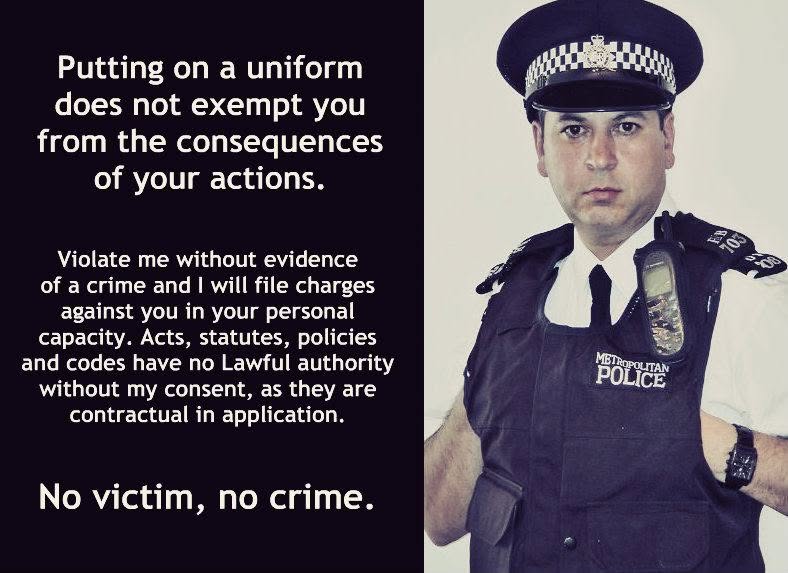 Putting on a uniform
does not exempt you
from the consequences
of your actions.
Violate me without evidence
of a crime and I will file charges
against you in your personal
capacity. Acts, statutes, policies
and codes have no Lawful authority
without my consent, as they are
contractual in application.
No victim, no crime.
METROPOLITAN
POLICE